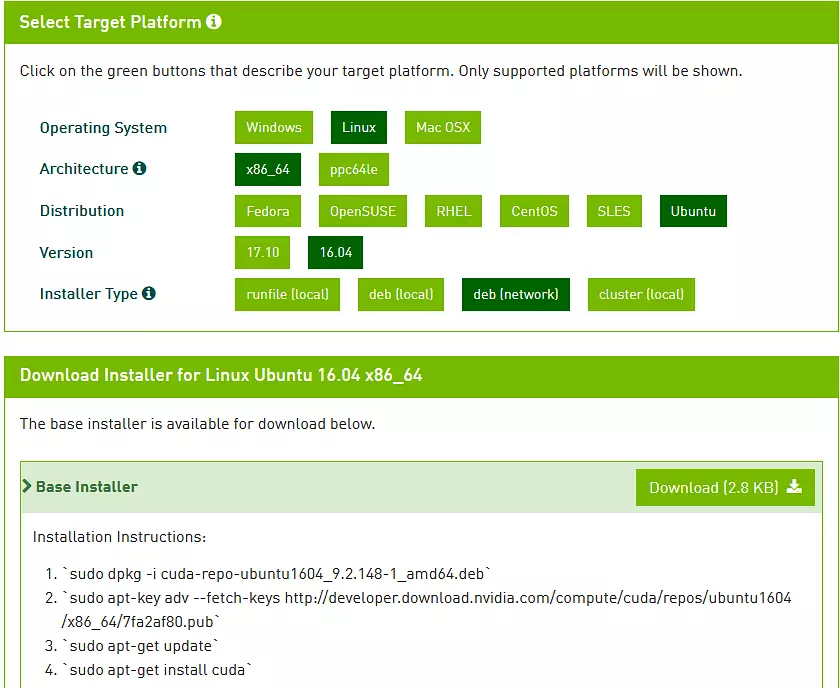 Select Target Platform
Click on the green buttons that describe your target platform. Only supported platforms will be shown.
Operating System Windows Linux Mac OSX
Architecture x86_64 ppc64le
Distribution Fedora OpenSUSE RHEL CentOS SLES Ubuntu
Version 17.10 16.04
Installer Type runfile (local) deb (local) deb (network) cluster (local)
Download Installer for Linux Ubuntu 16.04 x86_64
The base installer is available for download below.
Base Installer Download (2.8 KB)
Installation Instructions:
1. `sudo dpkg -i cuda-repo-ubuntu1604_9.2.148-1_amd64.deb`
2. `sudo apt-key adv --fetch-keys http://developer.download.nvidia.com/compute/cuda/repos/ubuntu1604
/x86_64/7fa2af80.pub`
3. `sudo apt-get update`
4. `sudo apt-get install cuda`